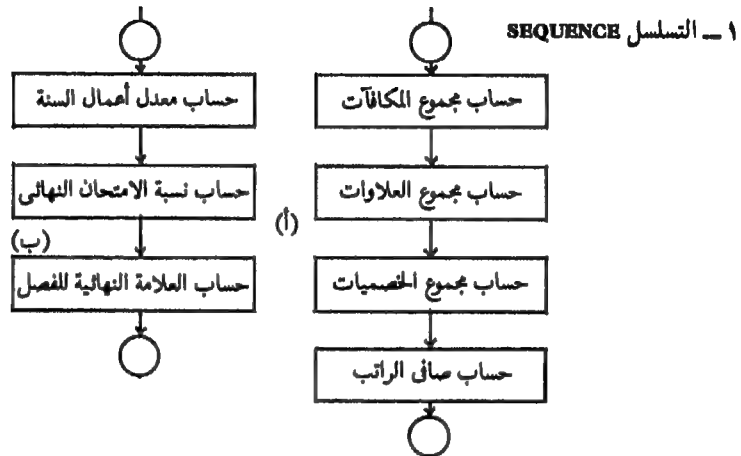 ١ ــ التسلسل SEQUENCE
حساب مجموع المكافآت
حساب مجموع العلاوات
(أ)
حساب مجموع الخصميات
حساب صافى الراتب
حساب معدل أعمال السنة
حساب نسبة الامتحان النهائى
(ب)
حساب العلامة النهائية للفصل